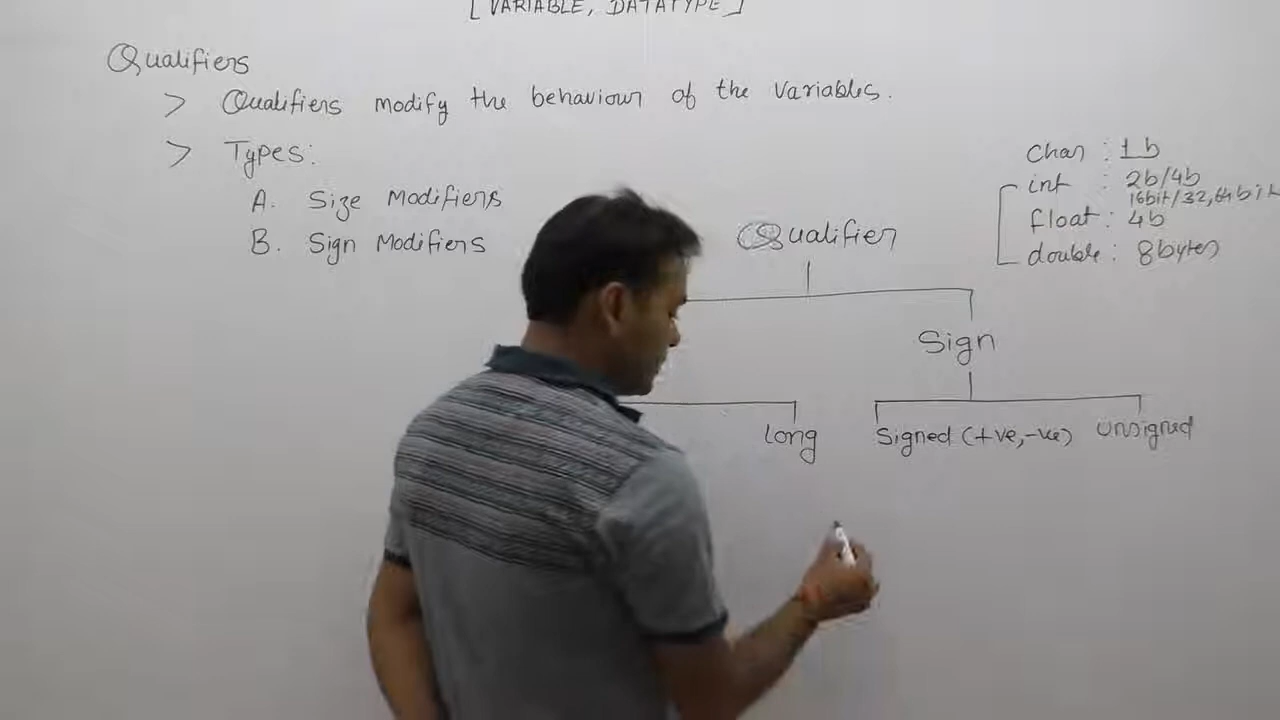 [ VARIABLE, DATATYPE ]
Qualifiers
> Qualifiers modify the behaviour of the variables.
> Types:
A. Size Modifiers
B. Sign Modifiers
char : 1b
int : 2b/4b
16bit/32,64bit
float : 4b
double : 8bytes
Qualifier
Sign
long
Signed (+ve,-ve)
unsigned